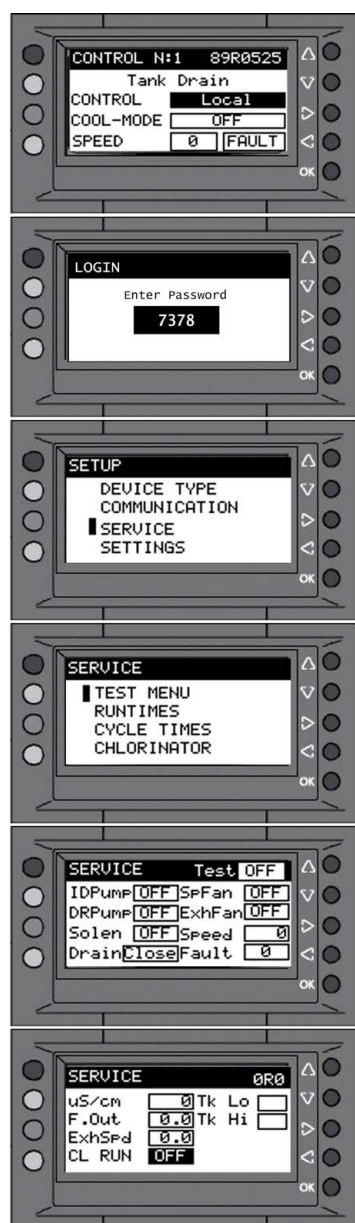 CONTROL N:1 89R0525
Tank Drain
CONTROL Local
COOL-MODE OFF
SPEED 0 FAULT
OK
LOGIN
Enter Password
7378
OK
SETUP
DEVICE TYPE
COMMUNICATION
SERVICE
SETTINGS
OK
SERVICE
TEST MENU
RUNTIMES
CYCLE TIMES
CHLORINATOR
OK
SERVICE Test OFF
IDPump OFF SpFan OFF
DRPump OFF ExhFan OFF
Solen OFF Speed 0
Drain Close Fault 0
OK
SERVICE 0R0
uS/cm 0 Tk Lo
F.Out 0.0 Tk Hi
ExhSpd 0.0
CL RUN OFF
OK